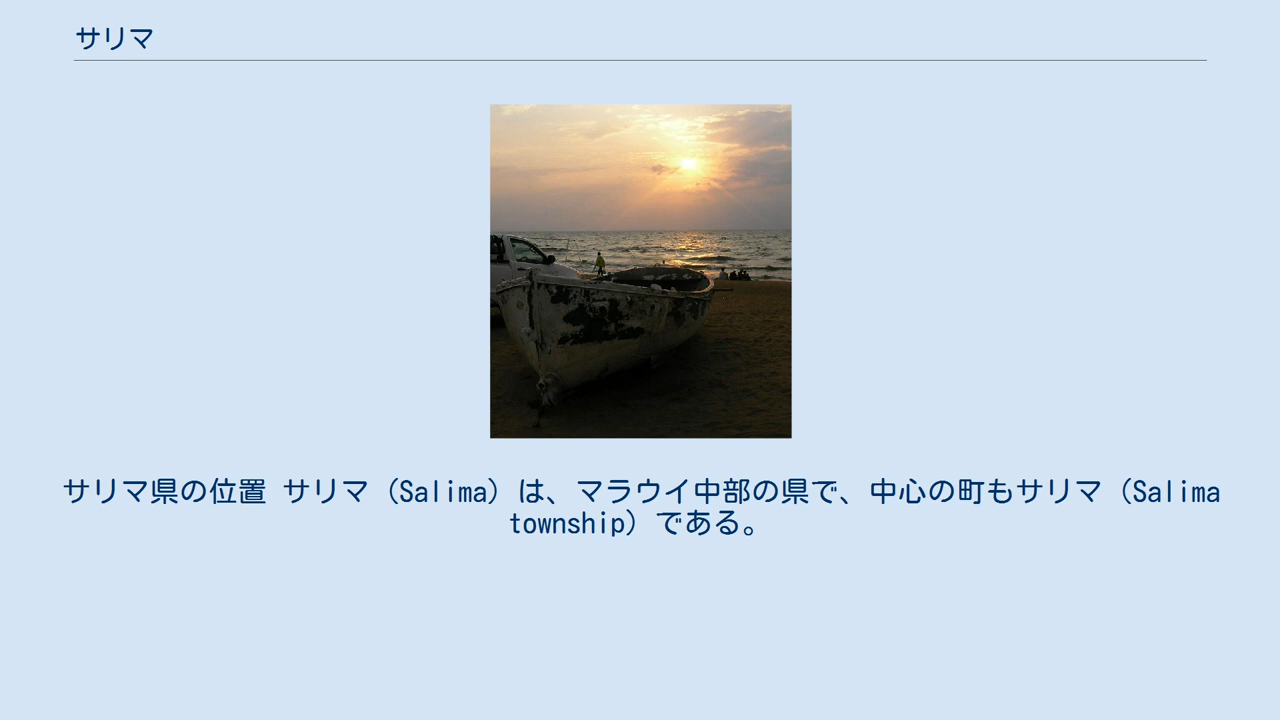 サリマ
サリマ県の位置 サリマ（Salima）は、マラウイ中部の県で、中心の町もサリマ（Salima
township）である。